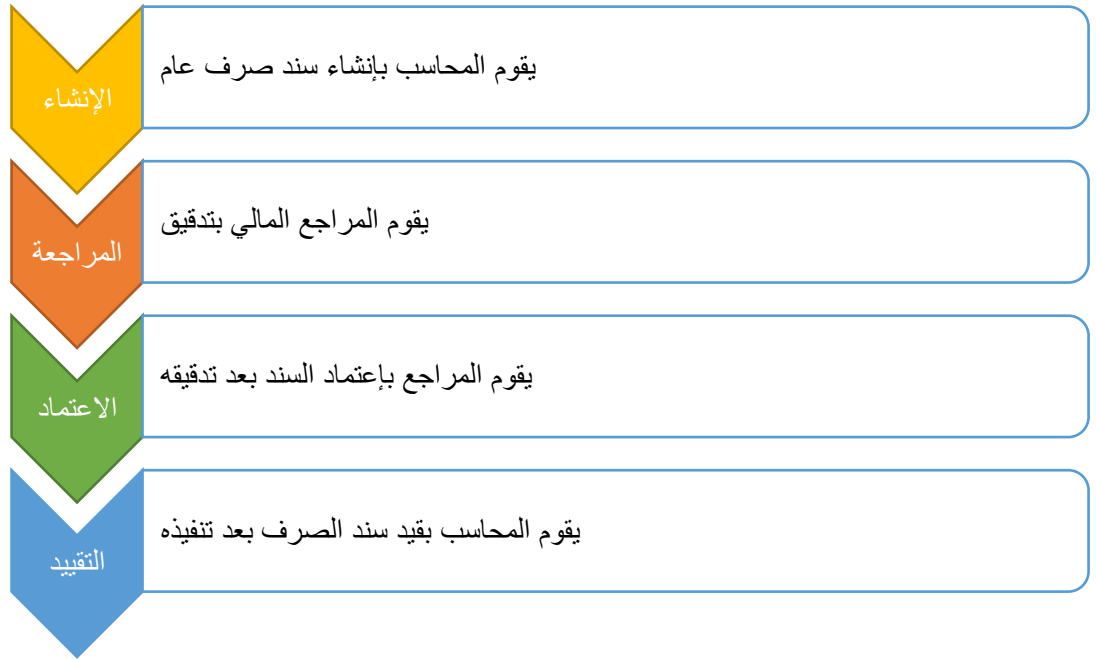 الإنشاء
يقوم المحاسب بإنشاء سند صرف عام
المراجعة
يقوم المراجع المالي بتدقيق
الاعتماد
يقوم المراجع بإعتماد السند بعد تدقيقه
التقييد
يقوم المحاسب بقيد سند الصرف بعد تنفيذه